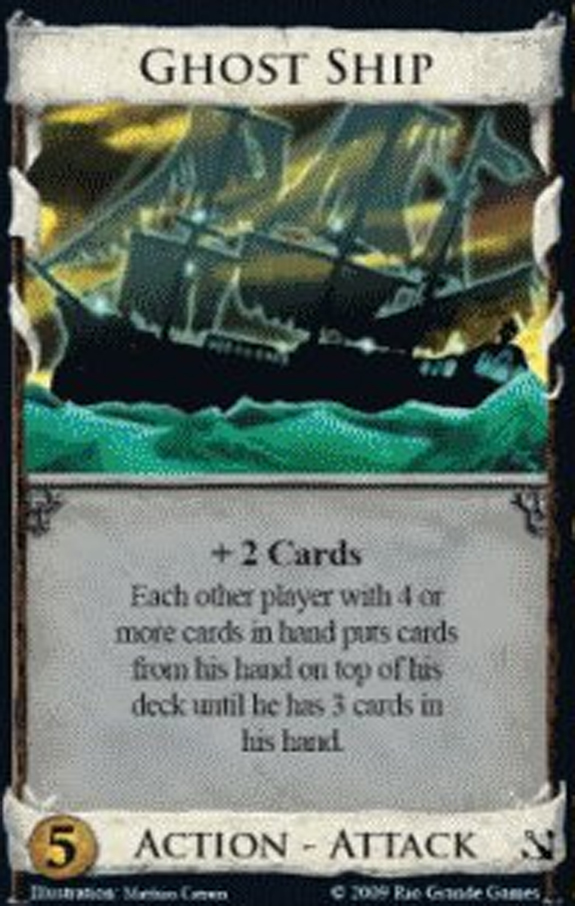 GHOST SHIP
+2 Cards
Each other player with 4 or
more cards in hand puts cards
from his hand on top of his
deck until he has 3 cards in
his hand.
5 ACTION - ATTACK
Illustration:
© 2009 Rio Grande Games